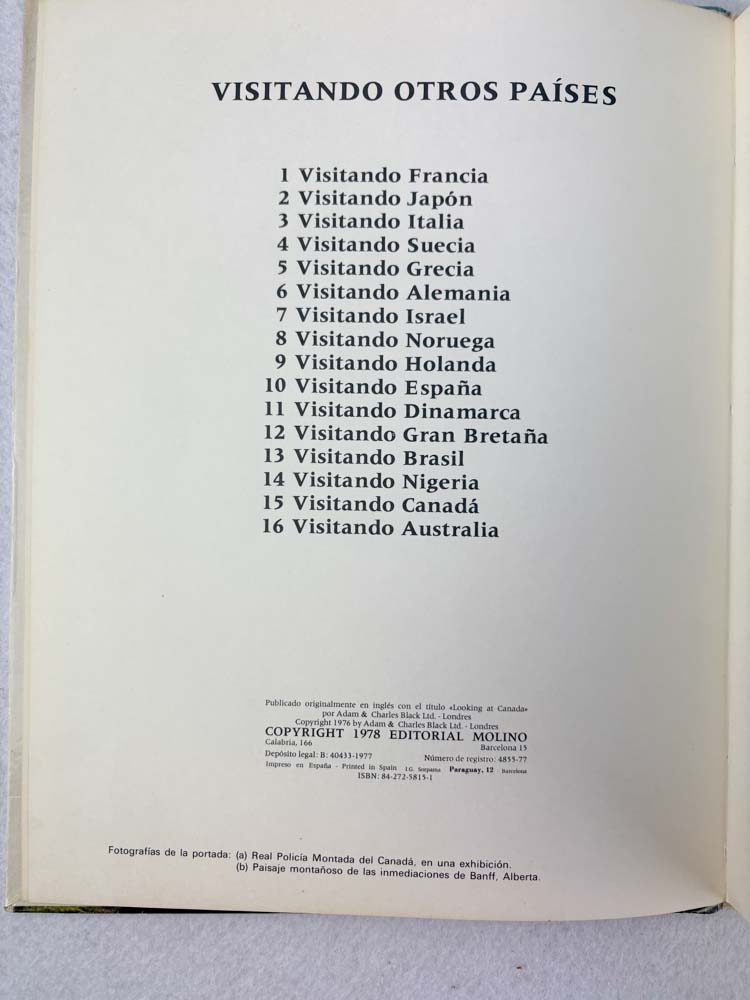 VISITANDO OTROS PAÍSES
1 Visitando Francia
2 Visitando Japón
3 Visitando Italia
4 Visitando Suecia
5 Visitando Grecia
6 Visitando Alemania
7 Visitando Israel
8 Visitando Noruega
9 Visitando Holanda
10 Visitando España
11 Visitando Dinamarca
12 Visitando Gran Bretaña
13 Visitando Brasil
14 Visitando Nigeria
15 Visitando Canadá
16 Visitando Australia
Publicado originalmente en inglés con el título «Looking at Canada»
por Adam & Charles Black Ltd. - Londres
Copyright 1976 by Adam & Charles Black Ltd. - Londres
COPYRIGHT 1978 EDITORIAL MOLINO
Calabria, 166 Barcelona 15
Depósito legal: B: 40433-1977 Número de registro: 4855-77
Impreso en España - Printed in Spain I.G. Sorpama Paraguay, 12 Barcelona
ISBN: 84-272-5815-1
Fotografías de la portada: (a) Real Policía Montada del Canadá, en una exhibición.
(b) Paisaje montañoso de las inmediaciones de Banff, Alberta.